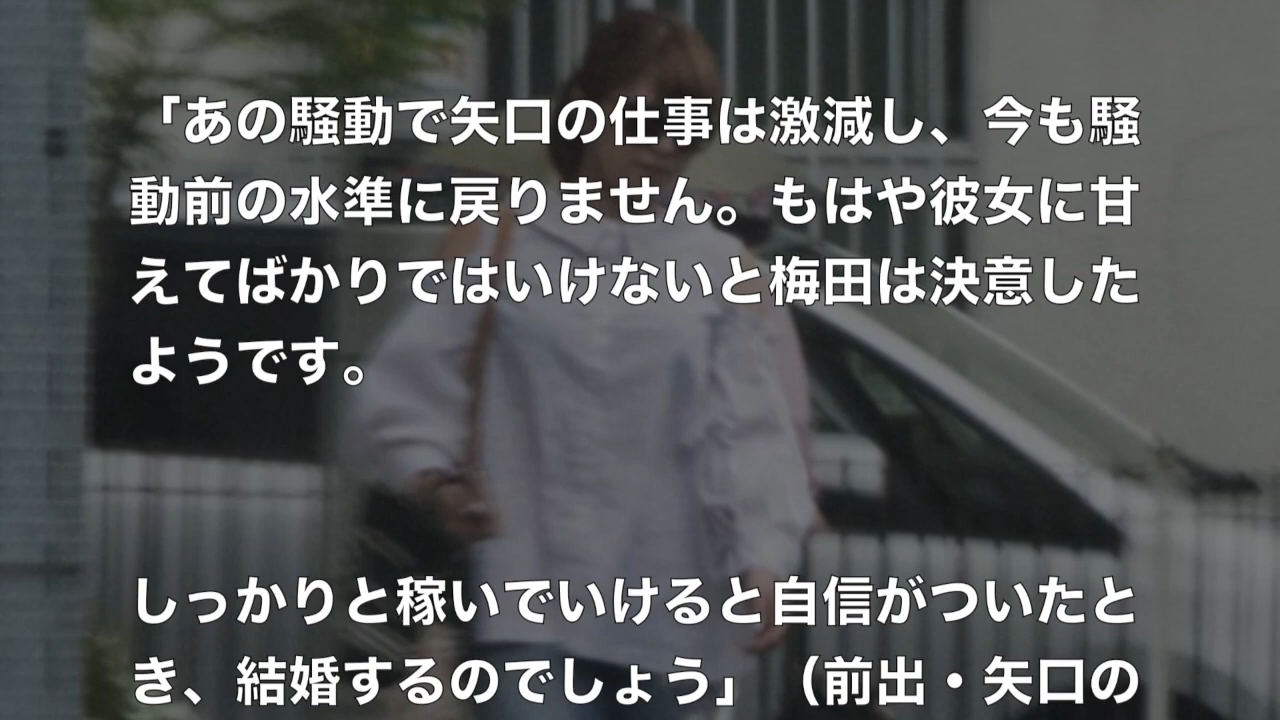 「あの騒動で矢口の仕事は激減し、今も騒
動前の水準に戻りません。もはや彼女に甘
えてばかりではいけないと梅田は決意した
ようです。
しっかりと稼いでいけると自信がついたと
き、結婚するのでしょう」（前出・矢口の